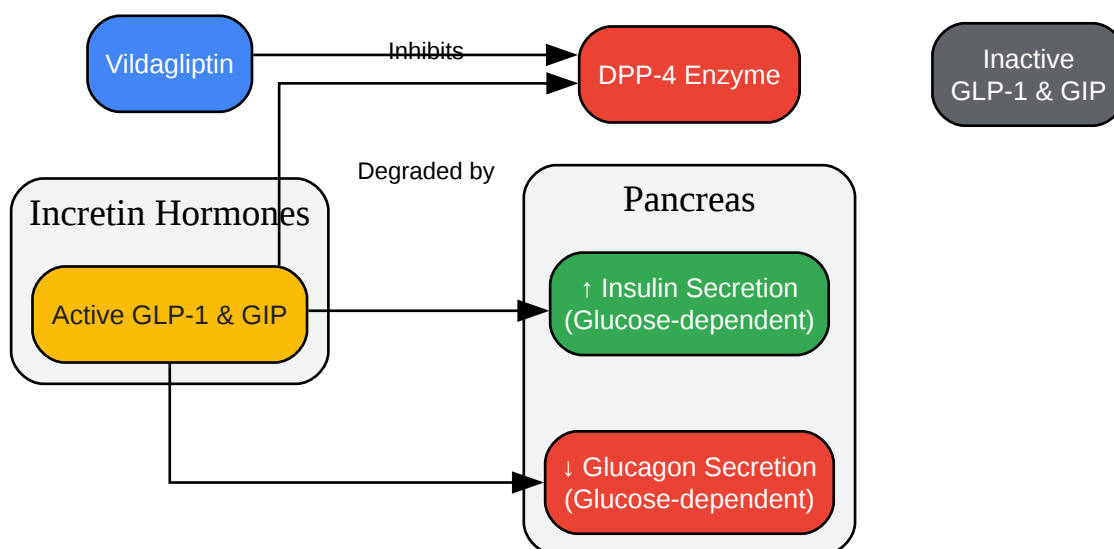 Vildagliptin
Inhibits
DPP-4 Enzyme
Inactive
GLP-1 & GIP
Degraded by
Incretin Hormones
Pancreas
Active GLP-1 & GIP
↑ Insulin Secretion
(Glucose-dependent)
↓ Glucagon Secretion
(Glucose-dependent)